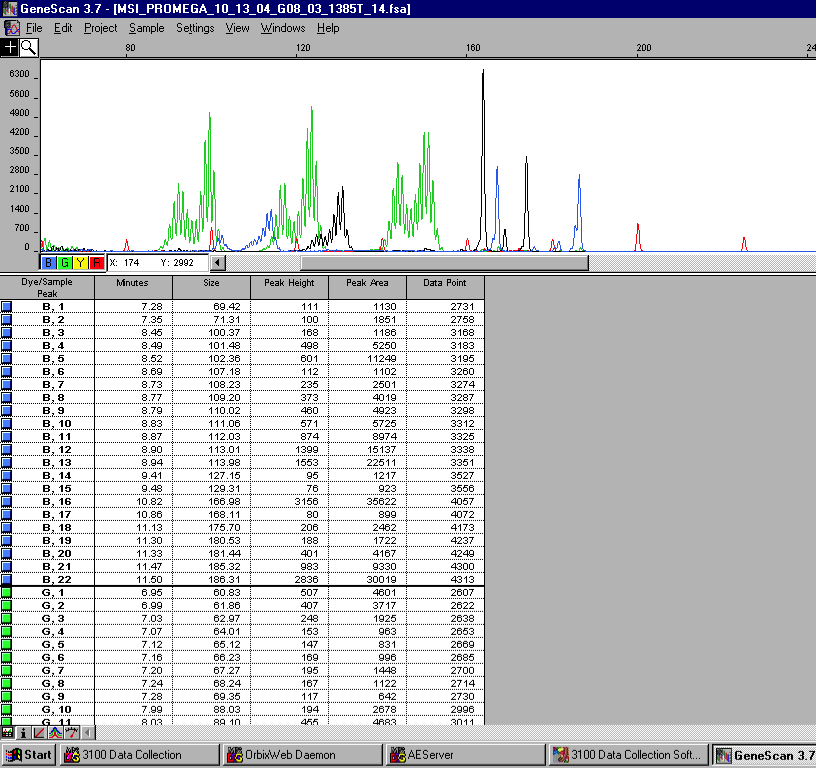 GeneScan 3.7 - [MSI_PROMEGA_10_13_04_G08_03_1385T_14.fsa]
File Edit Project Sample Settings View Windows Help
80 120 160 200 24
6300
5600
4900
4200
3500
2800
2100
1400
700
0
B G Y R X: 174 Y: 2992
Dye/Sample Peak Minutes Size Peak Height Peak Area Data Point
B, 1 7.28 69.42 111 1130 2731
B, 2 7.35 71.31 100 1851 2758
B, 3 8.45 100.37 168 1186 3168
B, 4 8.49 101.48 498 5250 3183
B, 5 8.52 102.36 601 11249 3195
B, 6 8.69 107.18 112 1102 3260
B, 7 8.73 108.23 235 2501 3274
B, 8 8.77 109.20 373 4019 3287
B, 9 8.79 110.02 460 4923 3298
B, 10 8.83 111.06 571 5725 3312
B, 11 8.87 112.03 874 8974 3325
B, 12 8.90 113.01 1399 15137 3338
B, 13 8.94 113.98 1553 22511 3351
B, 14 9.41 127.15 95 1217 3527
B, 15 9.48 129.31 76 923 3556
B, 16 10.82 166.98 3156 35622 4057
B, 17 10.86 168.11 80 899 4072
B, 18 11.13 175.70 206 2462 4173
B, 19 11.30 180.53 188 1722 4237
B, 20 11.33 181.44 401 4167 4249
B, 21 11.47 185.32 983 9330 4300
B, 22 11.50 186.31 2836 30019 4313
G, 1 6.95 60.83 507 4601 2607
G, 2 6.99 61.86 407 3717 2622
G, 3 7.03 62.97 248 1925 2638
G, 4 7.07 64.01 153 963 2653
G, 5 7.12 65.12 147 831 2669
G, 6 7.16 66.23 169 996 2685
G, 7 7.20 67.27 195 1448 2700
G, 8 7.24 68.24 167 1122 2714
G, 9 7.28 69.35 117 642 2730
G, 10 7.99 88.03 194 2678 2996
G, 11 8.03 89.10 455 4683 3011
Start 3100 Data Collection OrbixWeb Daemon AEServer 3100 Data Collection Soft... GeneScan 3.7